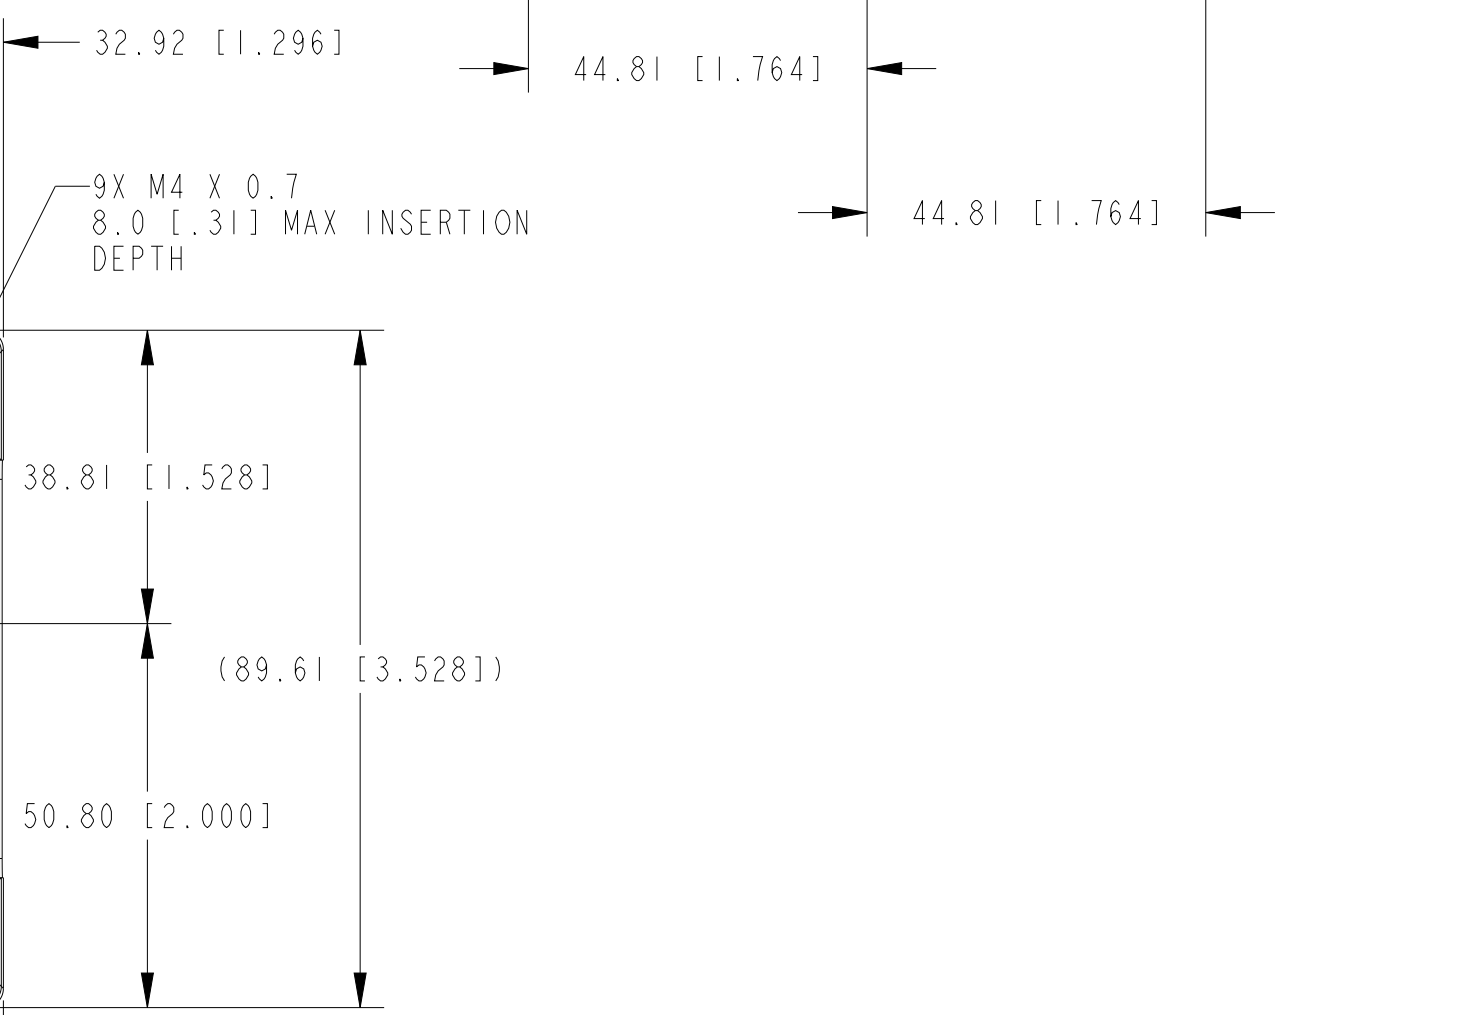 32.92 [1.296]
44.81 [1.764]
9X M4 X 0.7
8.0 [.31] MAX INSERTION
DEPTH
44.81 [1.764]
38.81 [1.528]
(89.61 [3.528])
50.80 [2.000]